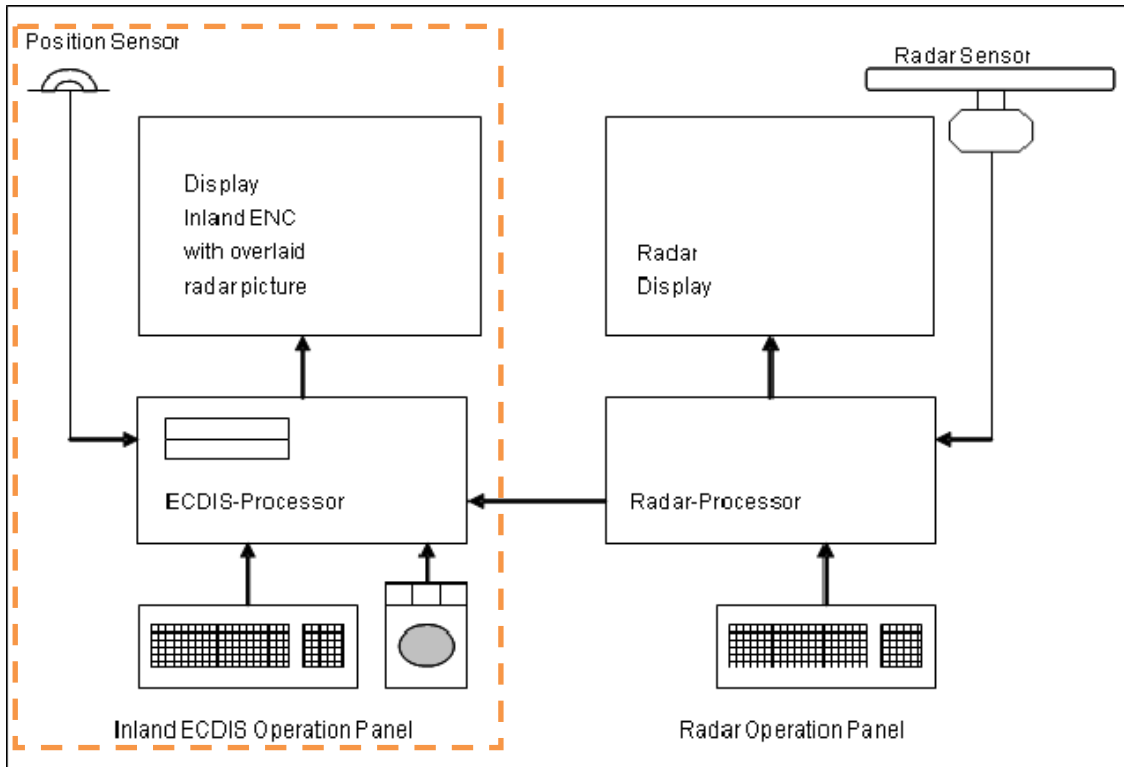 Position Sensor
Radar Sensor
Display
Inland ENC
with overlaid
radar picture
Radar
Display
ECDIS-Processor
Radar-Processor
Inland ECDIS Operation Panel
Radar Operation Panel